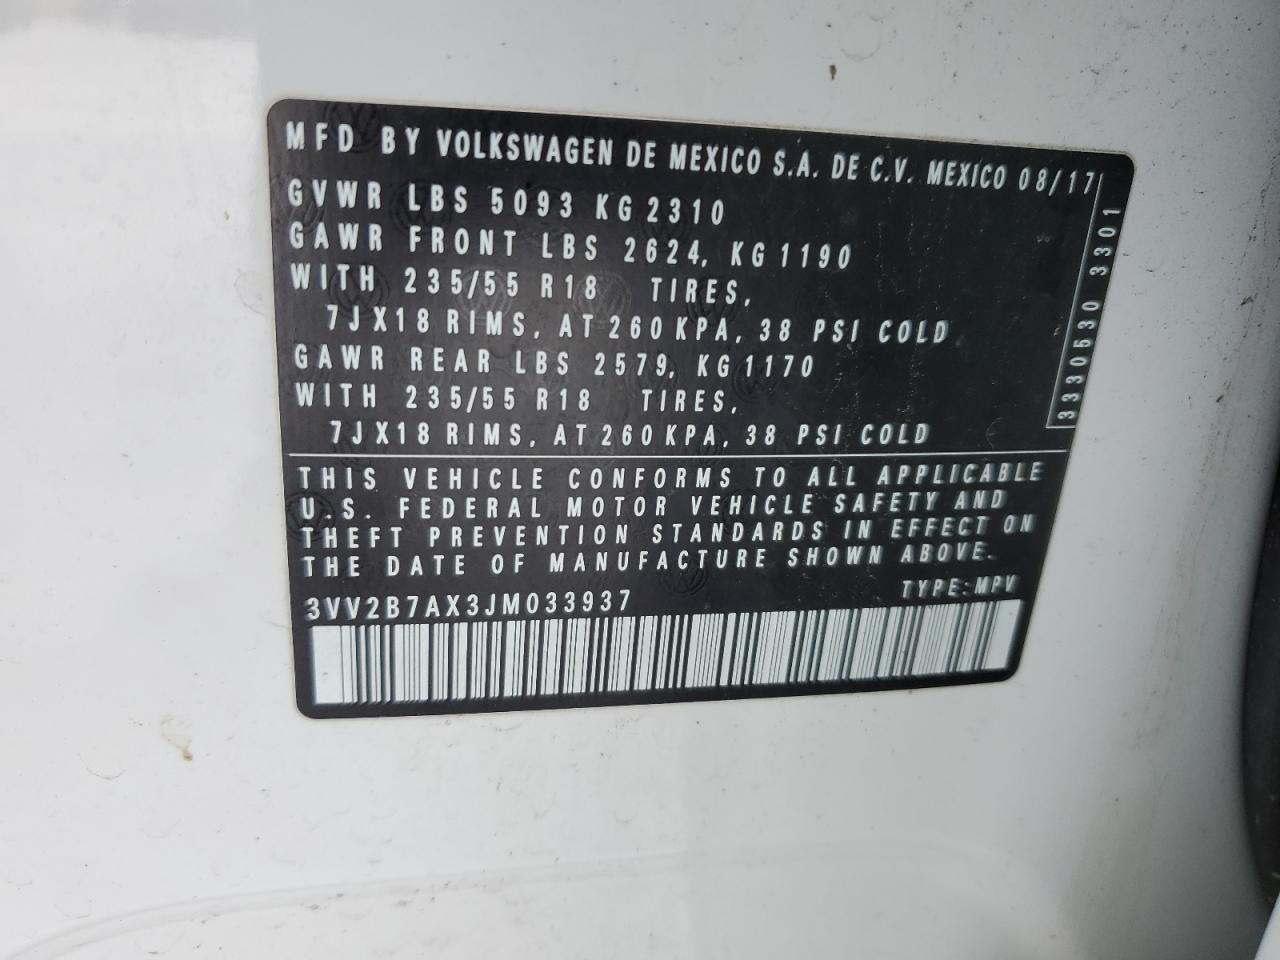 MFD BY VOLKSWAGEN DE MEXICO S.A. DE C.V. MEXICO 08/17
GVWR LBS 5093 KG 2310
GAWR FRONT LBS 2624, KG 1190
WITH 235/55 R18 TIRES,
7JX18 RIMS, AT 260 KPA, 38 PSI COLD
GAWR REAR LBS 2579, KG 1170
WITH 235/55 R18 TIRES,
7JX18 RIMS, AT 260 KPA, 38 PSI COLD
3330530 3301
THIS VEHICLE CONFORMS TO ALL APPLICABLE
U.S. FEDERAL MOTOR VEHICLE SAFETY AND
THEFT PREVENTION STANDARDS IN EFFECT ON
THE DATE OF MANUFACTURE SHOWN ABOVE.
3VV2B7AX3JM033937 TYPE: MPV